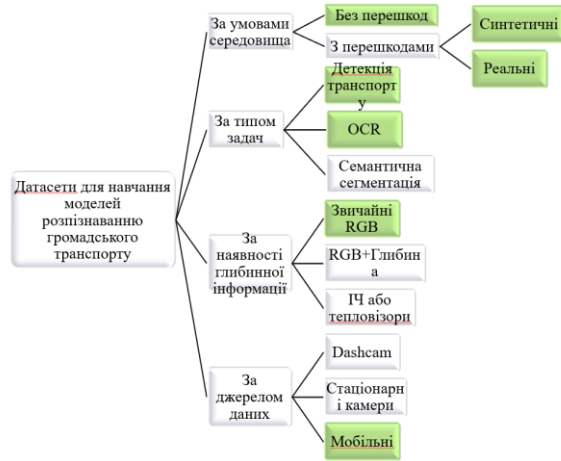 За умовами
середовища
Без перешкод
З перешкодами
Синтетичні
Реальні
За типом
задач
Детекція
транспорт
у
OCR
Семантична
сегментація
Датасети для навчання
моделей
розпізнаванню
громадського
транспорту
За
наявності
глибинної
інформації
Звичайні
RGB
RGB+Глибин
а
ІЧ або
тепловізори
За
джерелом
даних
Dashcam
Стаціонарн
і камери
Мобільні